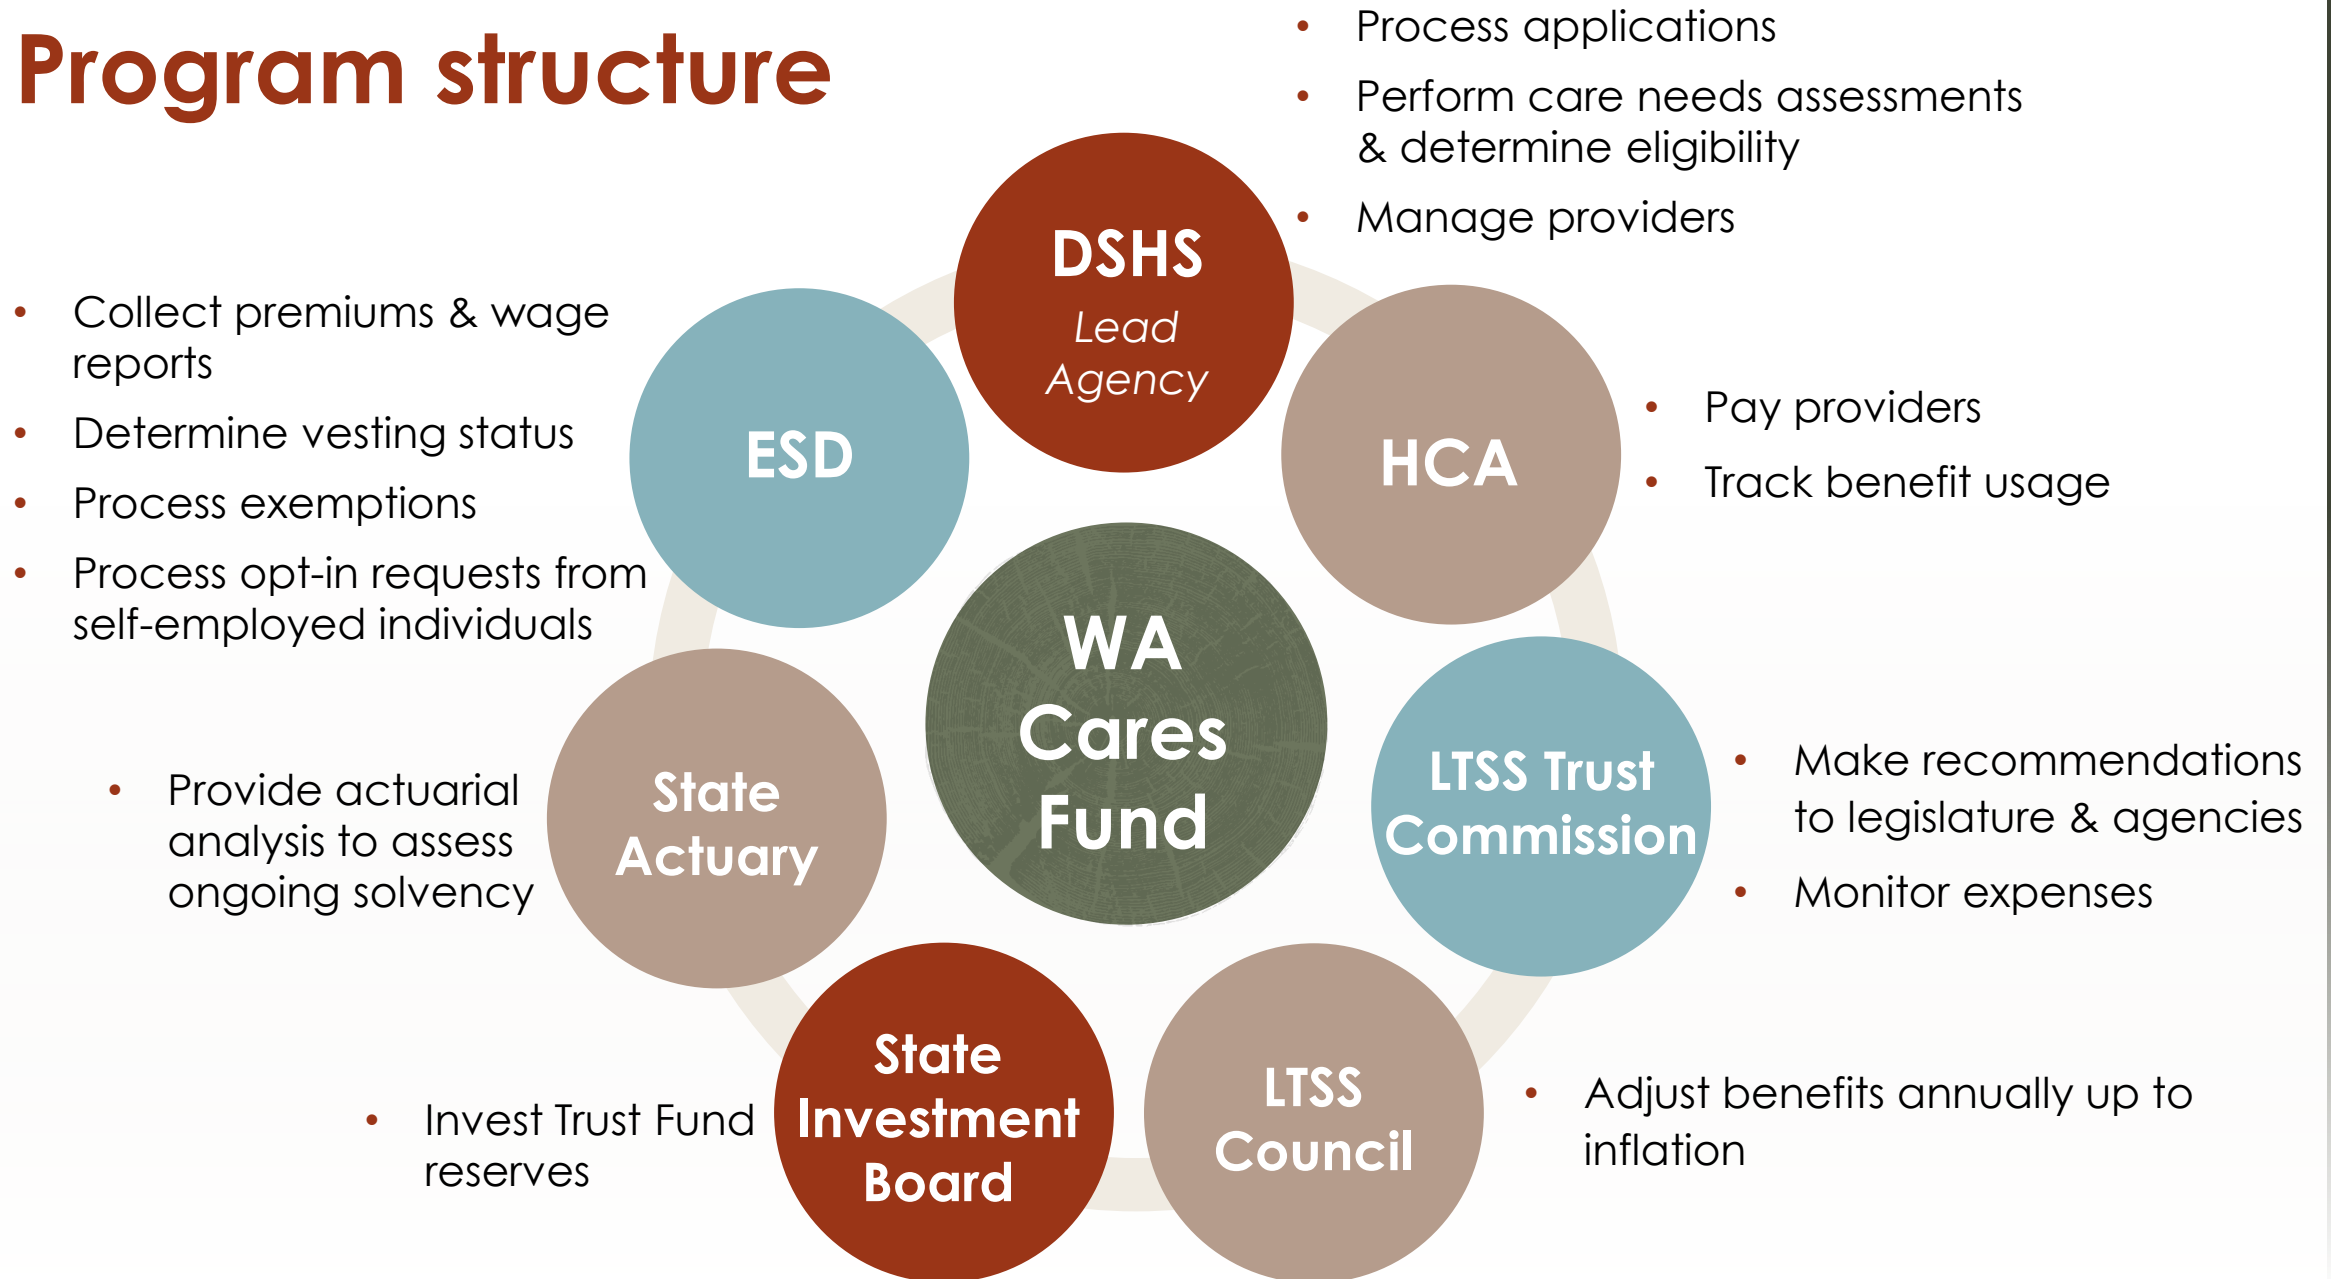 Program structure
• Process applications
• Perform care needs assessments
& determine eligibility
• Manage providers
DSHS
Lead
Agency
• Collect premiums & wage
reports
• Determine vesting status
• Process exemptions
• Process opt-in requests from
self-employed individuals
ESD
HCA
• Pay providers
• Track benefit usage
WA
Cares
Fund
• Provide actuarial
analysis to assess
ongoing solvency
State
Actuary
LTSS Trust
Commission
• Make recommendations
to legislature & agencies
• Monitor expenses
• Invest Trust Fund
reserves
State
Investment
Board
LTSS
Council
• Adjust benefits annually up to
inflation